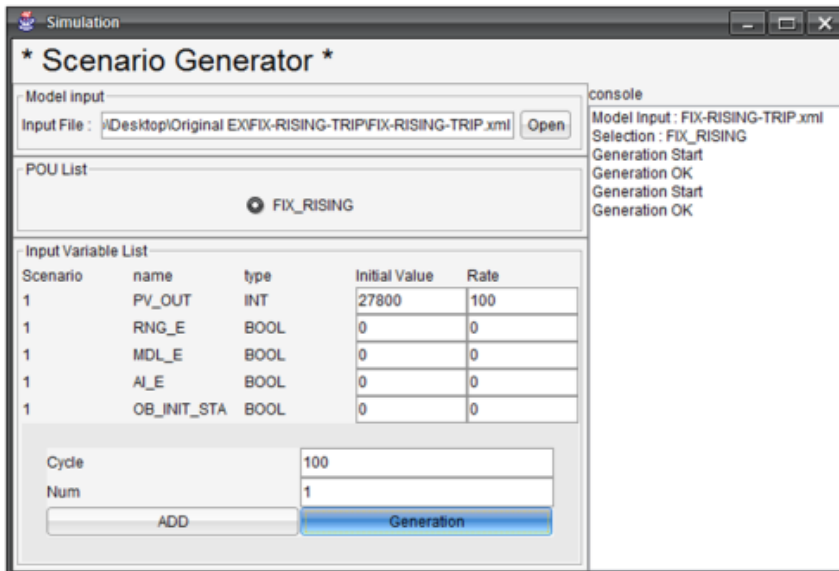 Simulation
* Scenario Generator *
Model input
Input File : \Desktop\Original EX\FIX-RISING-TRIP\FIX-RISING-TRIP.xml Open
POU List
FIX_RISING
Input Variable List
Scenario name type Initial Value Rate
1 PV_OUT INT 27800 100
1 RNG_E BOOL 0 0
1 MDL_E BOOL 0 0
1 AI_E BOOL 0 0
1 OB_INIT_STA BOOL 0 0
Cycle 100
Num 1
ADD Generation
console
Model Input : FIX-RISING-TRIP.xml
Selection : FIX_RISING
Generation Start
Generation OK
Generation Start
Generation OK